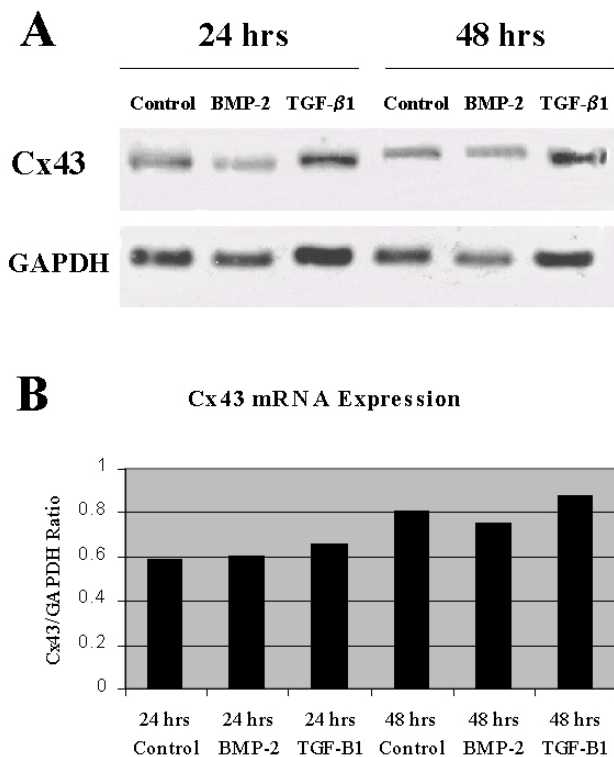 A
24 hrs 48 hrs
Control BMP-2 TGF-β1 Control BMP-2 TGF-β1
Cx43
GAPDH
B
Cx43 mRNA Expression
Cx43/GAPDH Ratio
1
0.8
0.6
0.4
0.2
0
24 hrs 24 hrs 24 hrs 48 hrs 48 hrs 48 hrs
Control BMP-2 TGF-B1 Control BMP-2 TGF-B1